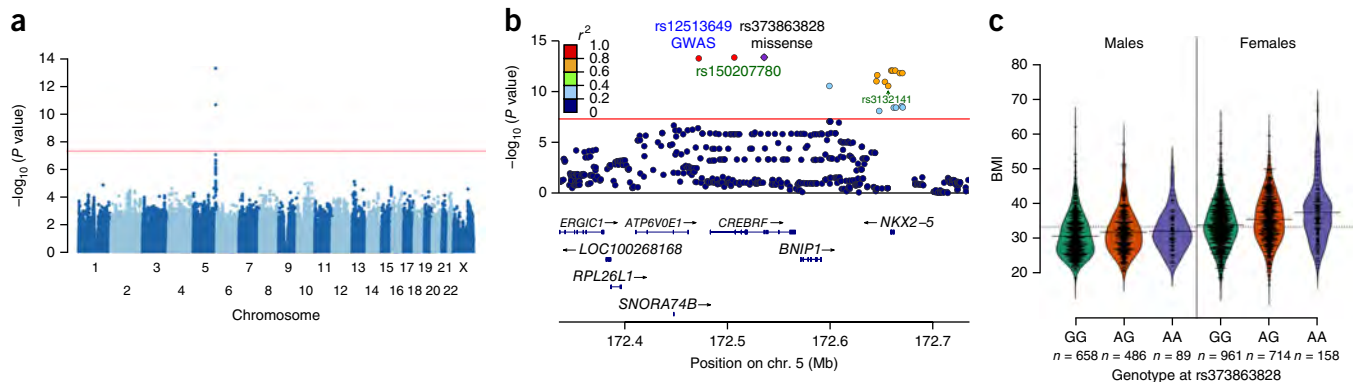 a
−log10 (P value)
14
12
10
8
6
4
2
0
1 3 5 7 9 11 13 15 17 19 21 X
2 4 6 8 10 12 14 16 18 20 22
Chromosome
b
rs12513649 rs373863828
GWAS missense
rs150207780
rs3132141
r2
1.0
0.8
0.6
0.4
0.2
0
−log10 (P value)
15
10
5
0
ERGIC1 ATP6V0E1 CREBRF NKX2−5
LOC100268168 BNIP1
RPL26L1
SNORA74B
172.4 172.5 172.6 172.7
Position on chr. 5 (Mb)
c
Males Females
BMI
80
70
60
50
40
30
20
GG AG AA GG AG AA
n = 658 n = 486 n = 89 n = 961 n = 714 n = 158
Genotype at rs373863828